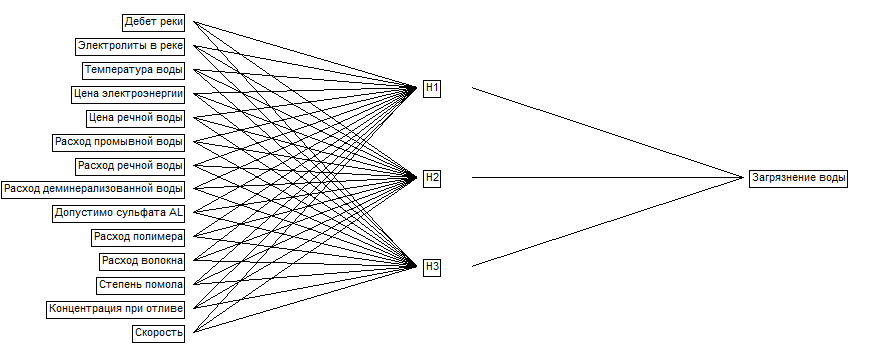 Дебет реки
Электролиты в реке
Температура воды
Цена электроэнергии
Цена речной воды
Расход промывной воды
Расход речной воды
Расход деминерализованной воды
Допустимо сульфата AL
Расход полимера
Расход волокна
Степень помола
Концентрация при отливе
Скорость
H1
H2
H3
Загрязнение воды